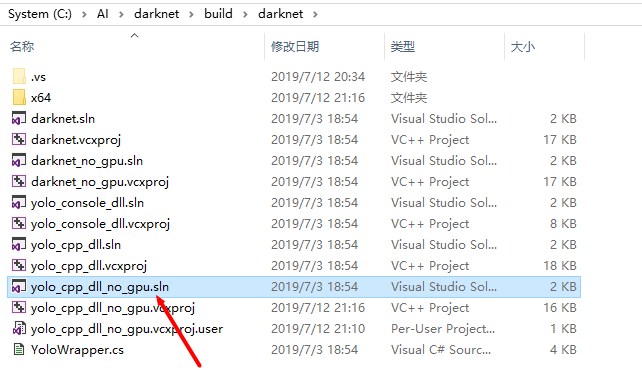 System (C:) › AI › darknet › build › darknet ›
名称 修改日期 类型 大小
.vs 2019/7/12 20:34 文件夹
x64 2019/7/12 21:16 文件夹
darknet.sln 2019/7/3 18:54 Visual Studio Sol... 2 KB
darknet.vcxproj 2019/7/3 18:54 VC++ Project 17 KB
darknet_no_gpu.sln 2019/7/3 18:54 Visual Studio Sol... 2 KB
darknet_no_gpu.vcxproj 2019/7/3 18:54 VC++ Project 17 KB
yolo_console_dll.sln 2019/7/3 18:54 Visual Studio Sol... 2 KB
yolo_console_dll.vcxproj 2019/7/3 18:54 VC++ Project 8 KB
yolo_cpp_dll.sln 2019/7/3 18:54 Visual Studio Sol... 2 KB
yolo_cpp_dll.vcxproj 2019/7/3 18:54 VC++ Project 18 KB
yolo_cpp_dll_no_gpu.sln 2019/7/3 18:54 Visual Studio Sol... 2 KB
yolo_cpp_dll_no_gpu.vcxproj 2019/7/12 21:16 VC++ Project 16 KB
yolo_cpp_dll_no_gpu.vcxproj.user 2019/7/12 21:10 Per-User Project... 1 KB
YoloWrapper.cs 2019/7/3 18:54 Visual C# Sourc... 4 KB